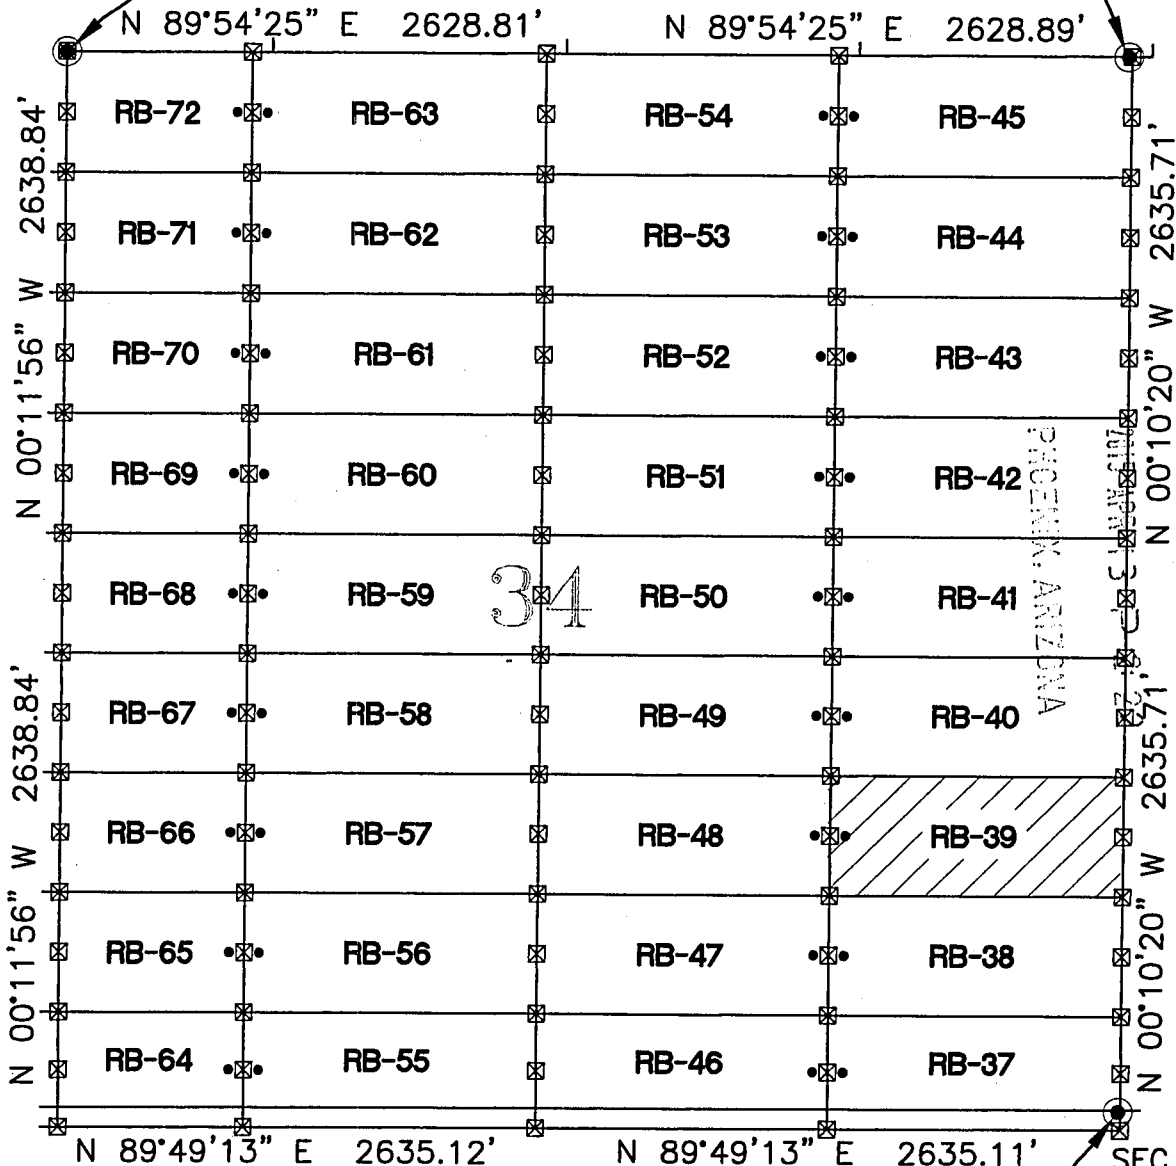 N 89°54'25" E 2628.81' N 89°54'25" E 2628.89'
RB-72 RB-63 RB-54 RB-45
RB-71 RB-62 RB-53 RB-44
RB-70 RB-61 RB-52 RB-43
RB-69 RB-60 RB-51 RB-42
RB-68 RB-59 RB-50 RB-41
34
RB-67 RB-58 RB-49 RB-40
RB-66 RB-57 RB-48 RB-39
RB-65 RB-56 RB-47 RB-38
RB-64 RB-55 RB-46 RB-37
N 00°11'56" W 2638.84'
N 00°11'56" W 2638.84'
N 00°10'20" W 2635.71'
N 00°10'20" W 2635.71'
PHOENIX, ARIZONA
N 89°49'13" E 2635.12' N 89°49'13" E 2635.11'
SEC